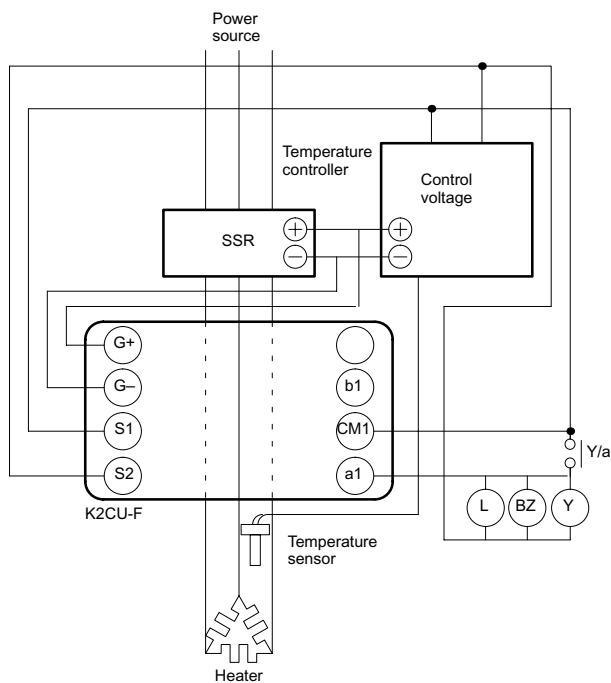 Power
source
Temperature
controller
Control
voltage
SSR
+
+
−
−
G+
G–
b1
S1
CM1
Y/a
S2
a1
L
BZ
Y
K2CU-F
Temperature
sensor
Heater